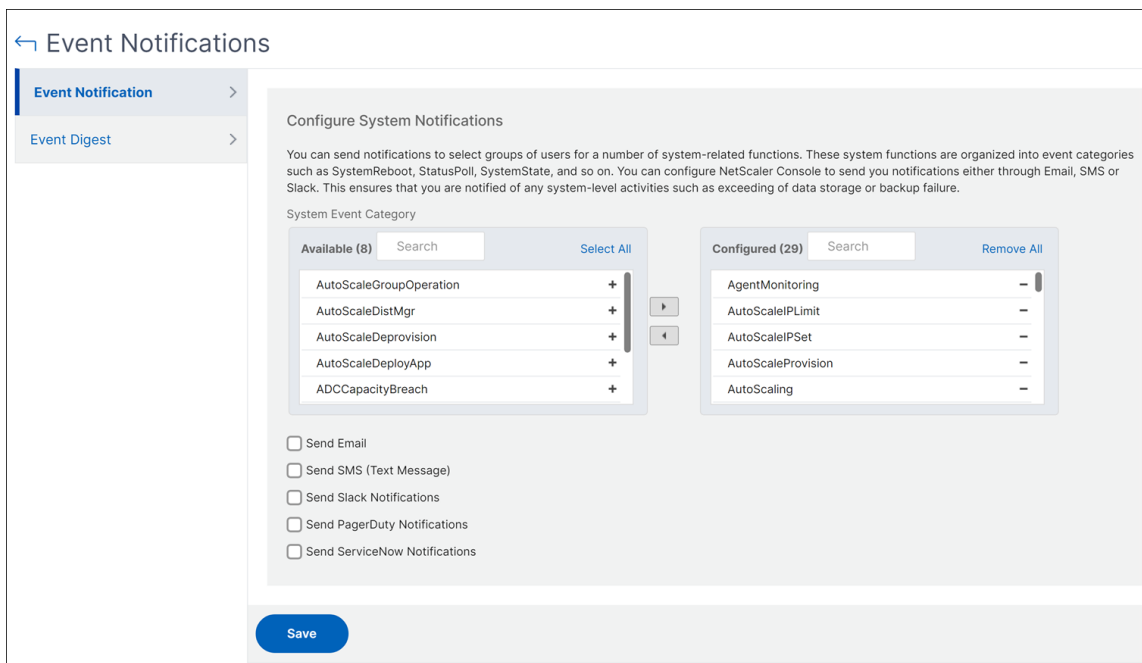 Event Notifications
Event Notification
Event Digest
Configure System Notifications
You can send notifications to select groups of users for a number of system-related functions. These system functions are organized into event categories
such as SystemReboot, StatusPoll, SystemState, and so on. You can configure NetScaler Console to send you notifications either through Email, SMS or
Slack. This ensures that you are notified of any system-level activities such as exceeding of data storage or backup failure.
System Event Category
Available (8) Search Select All
AutoScaleGroupOperation
AutoScaleDistMgr
AutoScaleDeprovision
AutoScaleDeployApp
ADCCapacityBreach
Configured (29) Search Remove All
AgentMonitoring
AutoScaleIPLimit
AutoScaleIPSet
AutoScaleProvision
AutoScaling
Send Email
Send SMS (Text Message)
Send Slack Notifications
Send PagerDuty Notifications
Send ServiceNow Notifications
Save